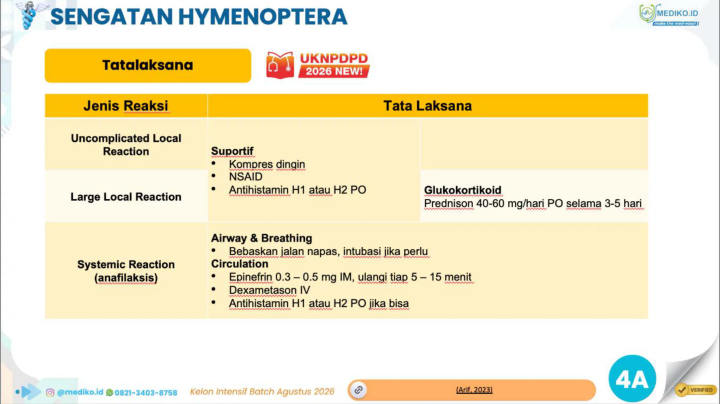 SENGATAN HYMENOPTERA
MEDIKO.ID
Tatalaksana
UKNPDPD
2026 NEW!
Jenis Reaksi
Tata Laksana
Uncomplicated Local
Reaction
Suportif
• Kompres dingin
• NSAID
• Antihistamin H1 atau H2 PO
Large Local Reaction
Glukokortikoid
Prednison 40-60 mg/hari PO selama 3-5 hari
Systemic Reaction
(anafilaksis)
Airway & Breathing
• Bebaskan jalan napas, intubasi jika perlu
Circulation
• Epinefrin 0.3 – 0.5 mg IM, ulangi tiap 5 – 15 menit
• Dexametason IV
• Antihistamin H1 atau H2 PO jika bisa
@mediko.id
0821-3403-8758
Kelon Intensif Batch Agustus 2026
(Arif, 2023)
4A
VERIFIED